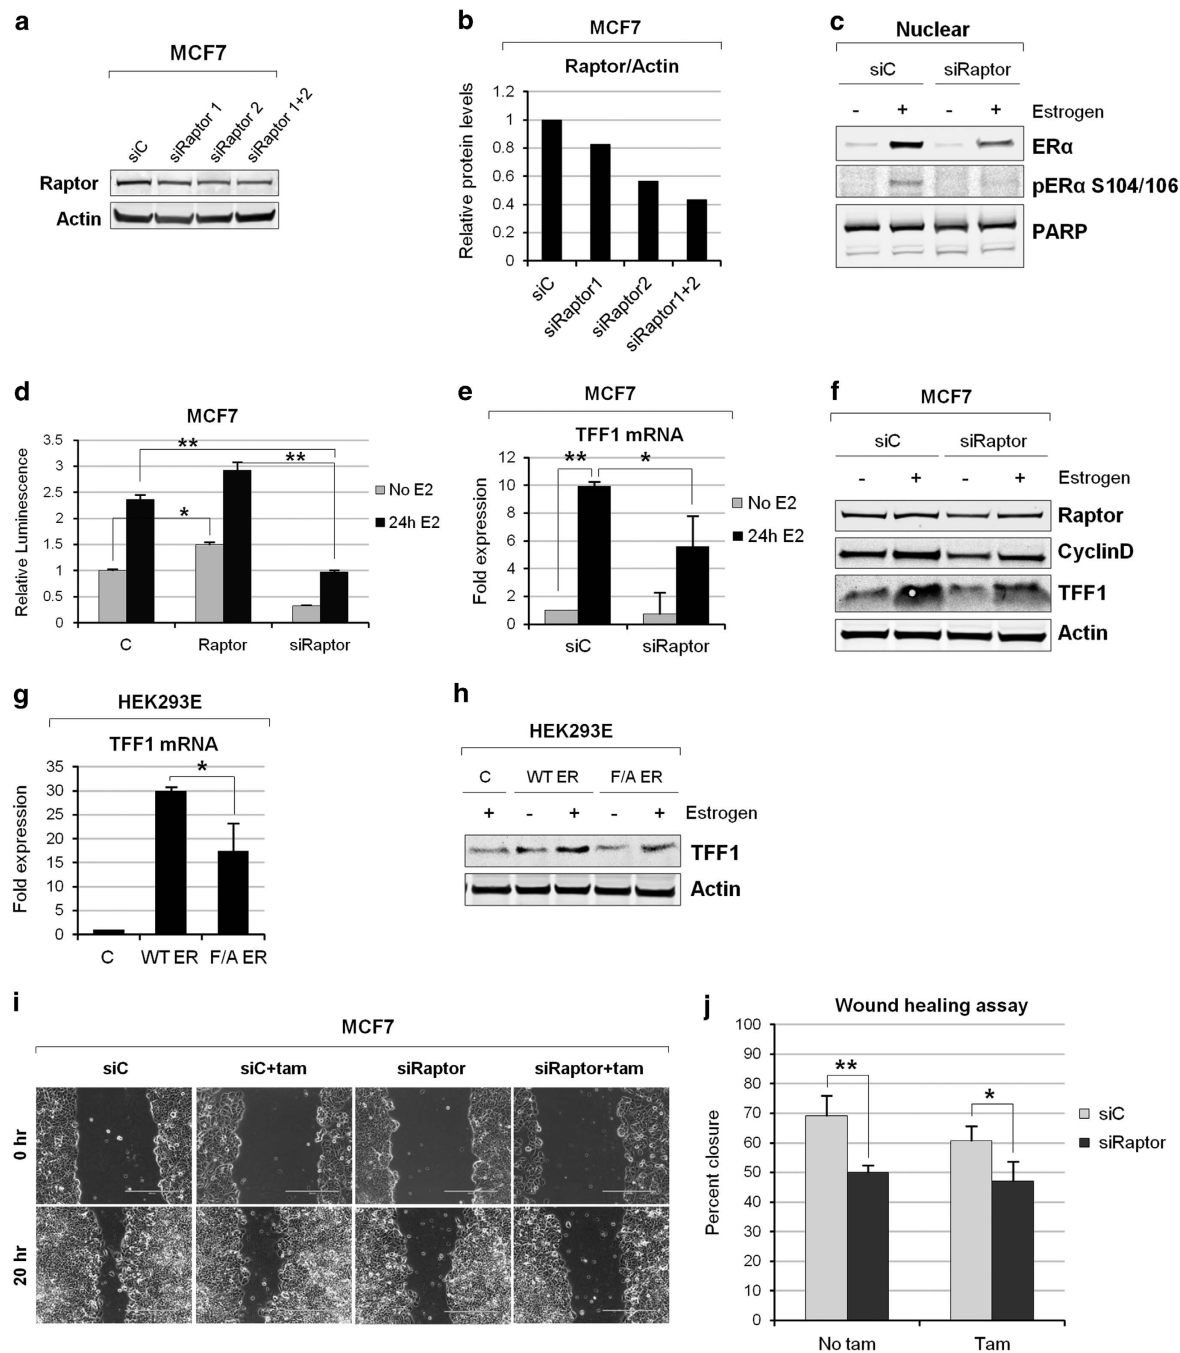 a
MCF7
siC siRaptor 1 siRaptor 2 siRaptor 1+2
Raptor
Actin
b
MCF7
Raptor/Actin
Relative protein levels
1.2
1
0.8
0.6
0.4
0.2
0
siC siRaptor1 siRaptor2 siRaptor1+2
c
Nuclear
siC siRaptor
- + - + Estrogen
ERα
pERα S104/106
PARP
d
MCF7
Relative Luminescence
3.5
3
2.5
2
1.5
1
0.5
0
** ** *
C Raptor siRaptor
No E2
24h E2
e
MCF7
TFF1 mRNA
Fold expression
12
10
8
6
4
2
0
** *
siC siRaptor
No E2
24h E2
f
MCF7
siC siRaptor
- + - + Estrogen
Raptor
CyclinD
TFF1
Actin
g
HEK293E
TFF1 mRNA
Fold expression
35
30
25
20
15
10
5
0
*
C WT ER F/A ER
h
HEK293E
C WT ER F/A ER
+ - + - + Estrogen
TFF1
Actin
i
MCF7
siC siC+tam siRaptor siRaptor+tam
0 hr
20 hr
j
Wound healing assay
Percent closure
100
90
80
70
60
50
40
30
20
10
0
** *
No tam Tam
siC
siRaptor